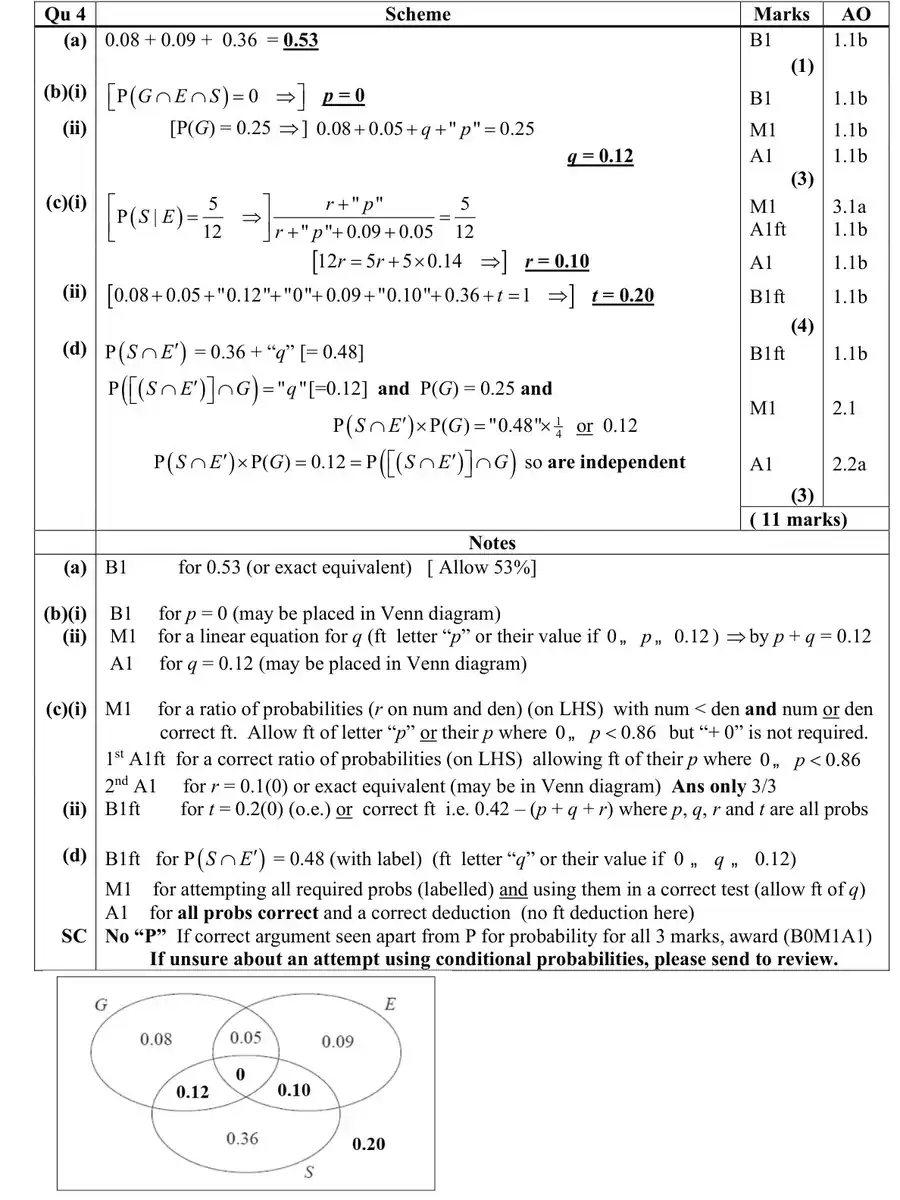 Qu 4 Scheme Marks AO
(a) 0.08 + 0.09 + 0.36 = 0.53 B1 1.1b
(1)
(b)(i) [P(G ∩ E ∩ S) = 0 ⇒] p = 0 B1 1.1b
(ii) [P(G) = 0.25 ⇒] 0.08 + 0.05 + q + "p" = 0.25 M1 1.1b
q = 0.12 A1 1.1b
(3)
(c)(i) [P(S | E) = 5/12 ⇒] (r + "p")/(r + "p" + 0.09 + 0.05) = 5/12 M1 3.1a
A1ft 1.1b
[12r = 5r + 5×0.14 ⇒] r = 0.10 A1 1.1b
(ii) [0.08 + 0.05 + "0.12" + "0" + 0.09 + "0.10" + 0.36 + t = 1 ⇒] t = 0.20 B1ft 1.1b
(4)
(d) P(S ∩ E′) = 0.36 + “q” [= 0.48] B1ft 1.1b
P([(S ∩ E′)] ∩ G) = "q" [=0.12] and P(G) = 0.25 and
M1 2.1
P(S ∩ E′) × P(G) = "0.48"× 1/4 or 0.12
P(S ∩ E′) × P(G) = 0.12 = P([(S ∩ E′)] ∩ G) so are independent A1 2.2a
(3)
( 11 marks)
Notes
(a) B1 for 0.53 (or exact equivalent) [ Allow 53%]
(b)(i) B1 for p = 0 (may be placed in Venn diagram)
(ii) M1 for a linear equation for q (ft letter “p” or their value if 0 „ p „ 0.12 ) ⇒ by p + q = 0.12
A1 for q = 0.12 (may be placed in Venn diagram)
(c)(i) M1 for a ratio of probabilities (r on num and den) (on LHS) with num < den and num or den
correct ft. Allow ft of letter “p” or their p where 0 „ p < 0.86 but “+ 0” is not required.
1st A1ft for a correct ratio of probabilities (on LHS) allowing ft of their p where 0 „ p < 0.86
2nd A1 for r = 0.1(0) or exact equivalent (may be in Venn diagram) Ans only 3/3
(ii) B1ft for t = 0.2(0) (o.e.) or correct ft i.e. 0.42 – (p + q + r) where p, q, r and t are all probs
(d) B1ft for P(S ∩ E′) = 0.48 (with label) (ft letter “q” or their value if 0 „ q „ 0.12)
M1 for attempting all required probs (labelled) and using them in a correct test (allow ft of q)
A1 for all probs correct and a correct deduction (no ft deduction here)
SC No “P” If correct argument seen apart from P for probability for all 3 marks, award (B0M1A1)
If unsure about an attempt using conditional probabilities, please send to review.
G E
0.08 0.05 0.09
0
0.12 0.10
0.36 0.20
S